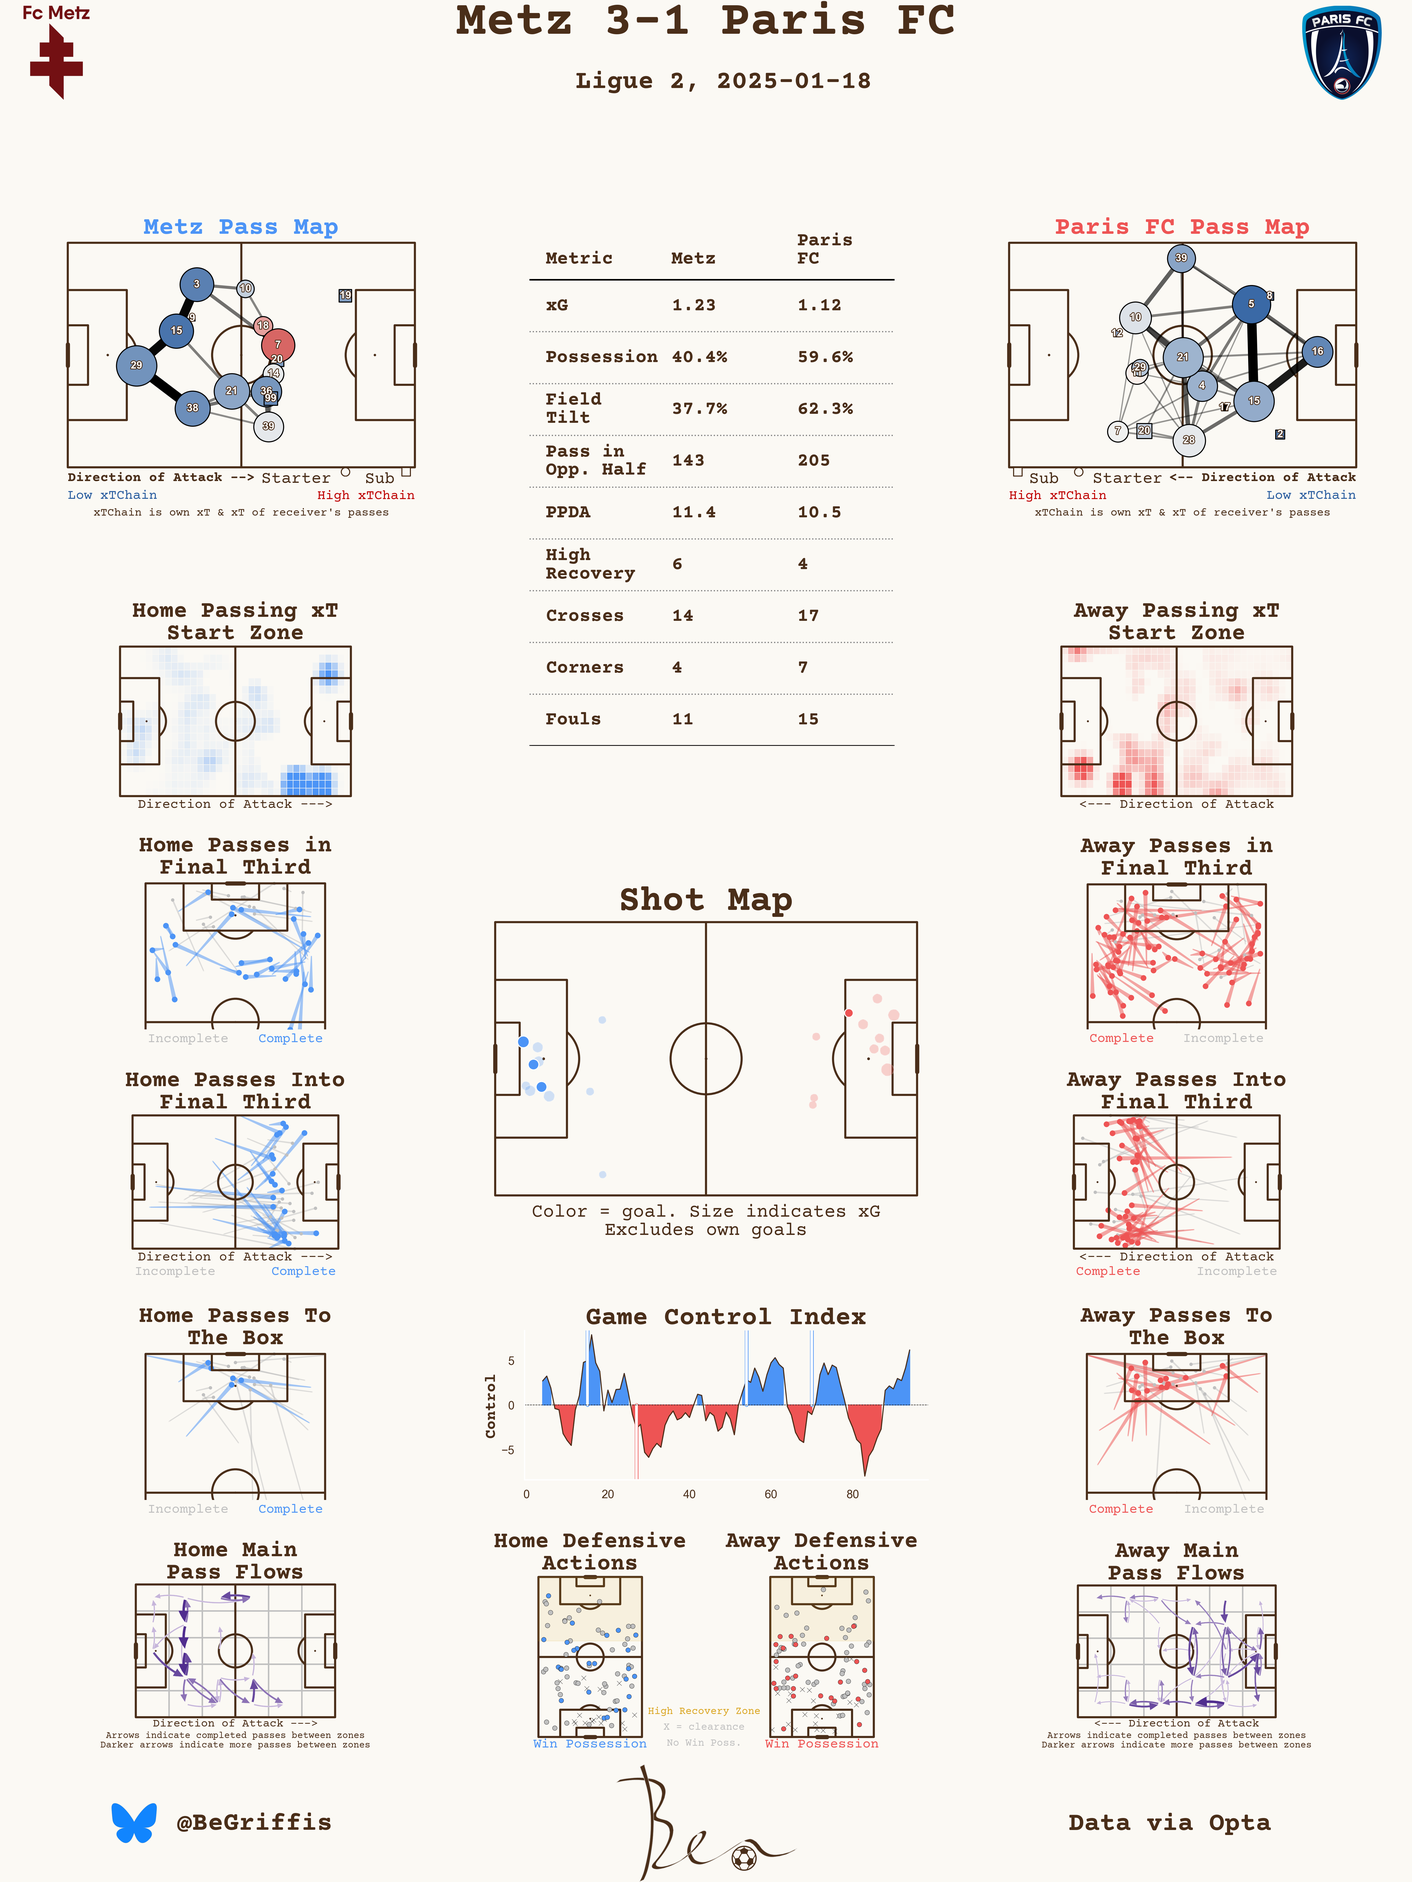 Fc Metz
Metz 3-1 Paris FC
PARIS FC
Ligue 2, 2025-01-18
Metz Pass Map
3
10
19
9
18
15
7
20
29
14
21
36
99
38
39
Direction of Attack --> Starter Sub
Low xTChain High xTChain
xTChain is own xT & xT of receiver's passes
Metric Metz Paris FC
xG 1.23 1.12
Possession 40.4% 59.6%
Field Tilt 37.7% 62.3%
Pass in Opp. Half 143 205
PPDA 11.4 10.5
High Recovery 6 4
Crosses 14 17
Corners 4 7
Fouls 11 15
Paris FC Pass Map
39
8
5
10
12
21
16
29
11
4
15
17
7
20
28
2
Sub Starter <-- Direction of Attack
High xTChain Low xTChain
xTChain is own xT & xT of receiver's passes
Home Passing xT
Start Zone
Direction of Attack --->
Away Passing xT
Start Zone
<--- Direction of Attack
Home Passes in
Final Third
Incomplete Complete
Away Passes in
Final Third
Complete Incomplete
Shot Map
Color = goal. Size indicates xG
Excludes own goals
Home Passes Into
Final Third
Direction of Attack --->
Incomplete Complete
Away Passes Into
Final Third
<--- Direction of Attack
Complete Incomplete
Home Passes To
The Box
Incomplete Complete
Game Control Index
Control
5
0
−5
0 20 40 60 80
Away Passes To
The Box
Complete Incomplete
Home Main
Pass Flows
Direction of Attack --->
Arrows indicate completed passes between zones
Darker arrows indicate more passes between zones
Home Defensive
Actions
Win Possession
Away Defensive
Actions
Win Possession
High Recovery Zone
X = clearance
No Win Poss.
Away Main
Pass Flows
<--- Direction of Attack
Arrows indicate completed passes between zones
Darker arrows indicate more passes between zones
@BeGriffis
Ben
Data via Opta